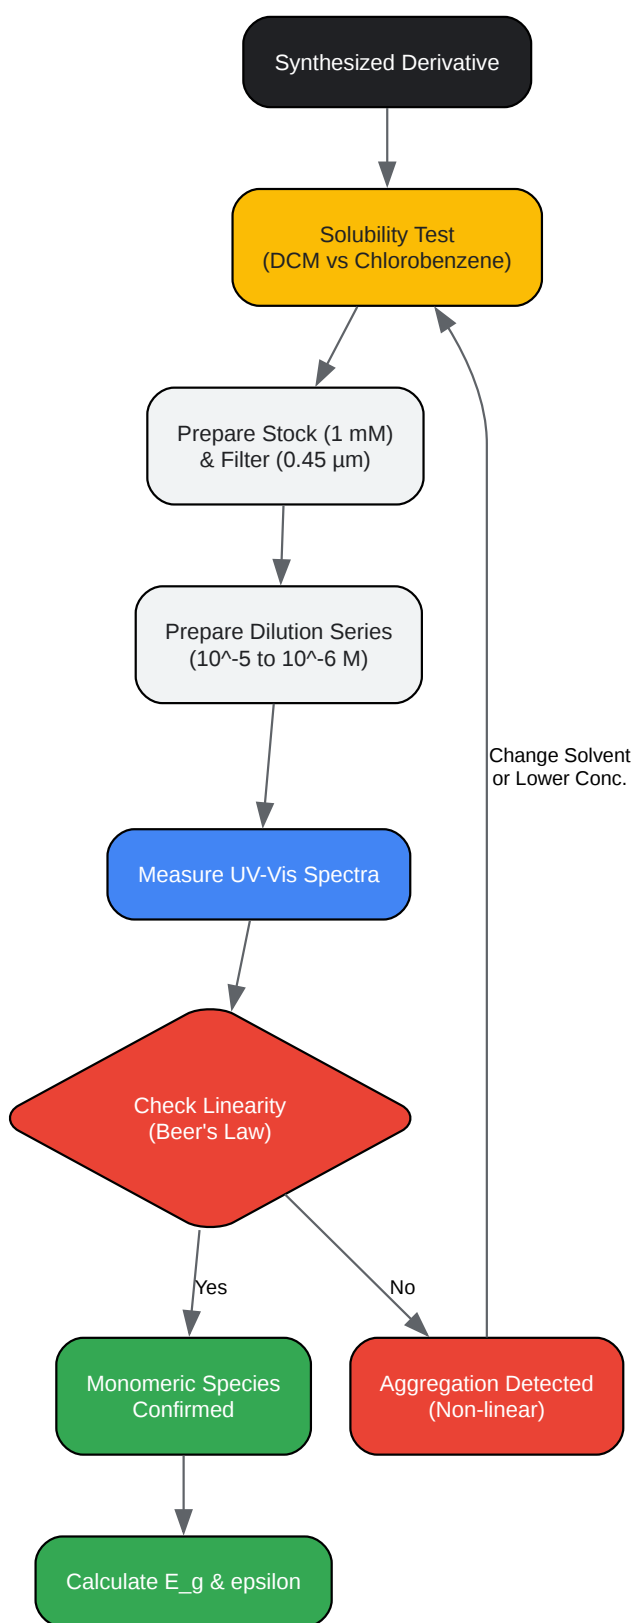 Synthesized Derivative
Solubility Test
(DCM vs Chlorobenzene)
Prepare Stock (1 mM)
& Filter (0.45 µm)
Prepare Dilution Series
(10^-5 to 10^-6 M)
Change Solvent
or Lower Conc.
Measure UV-Vis Spectra
Check Linearity
(Beer's Law)
Yes
No
Monomeric Species
Confirmed
Aggregation Detected
(Non-linear)
Calculate E_g & epsilon